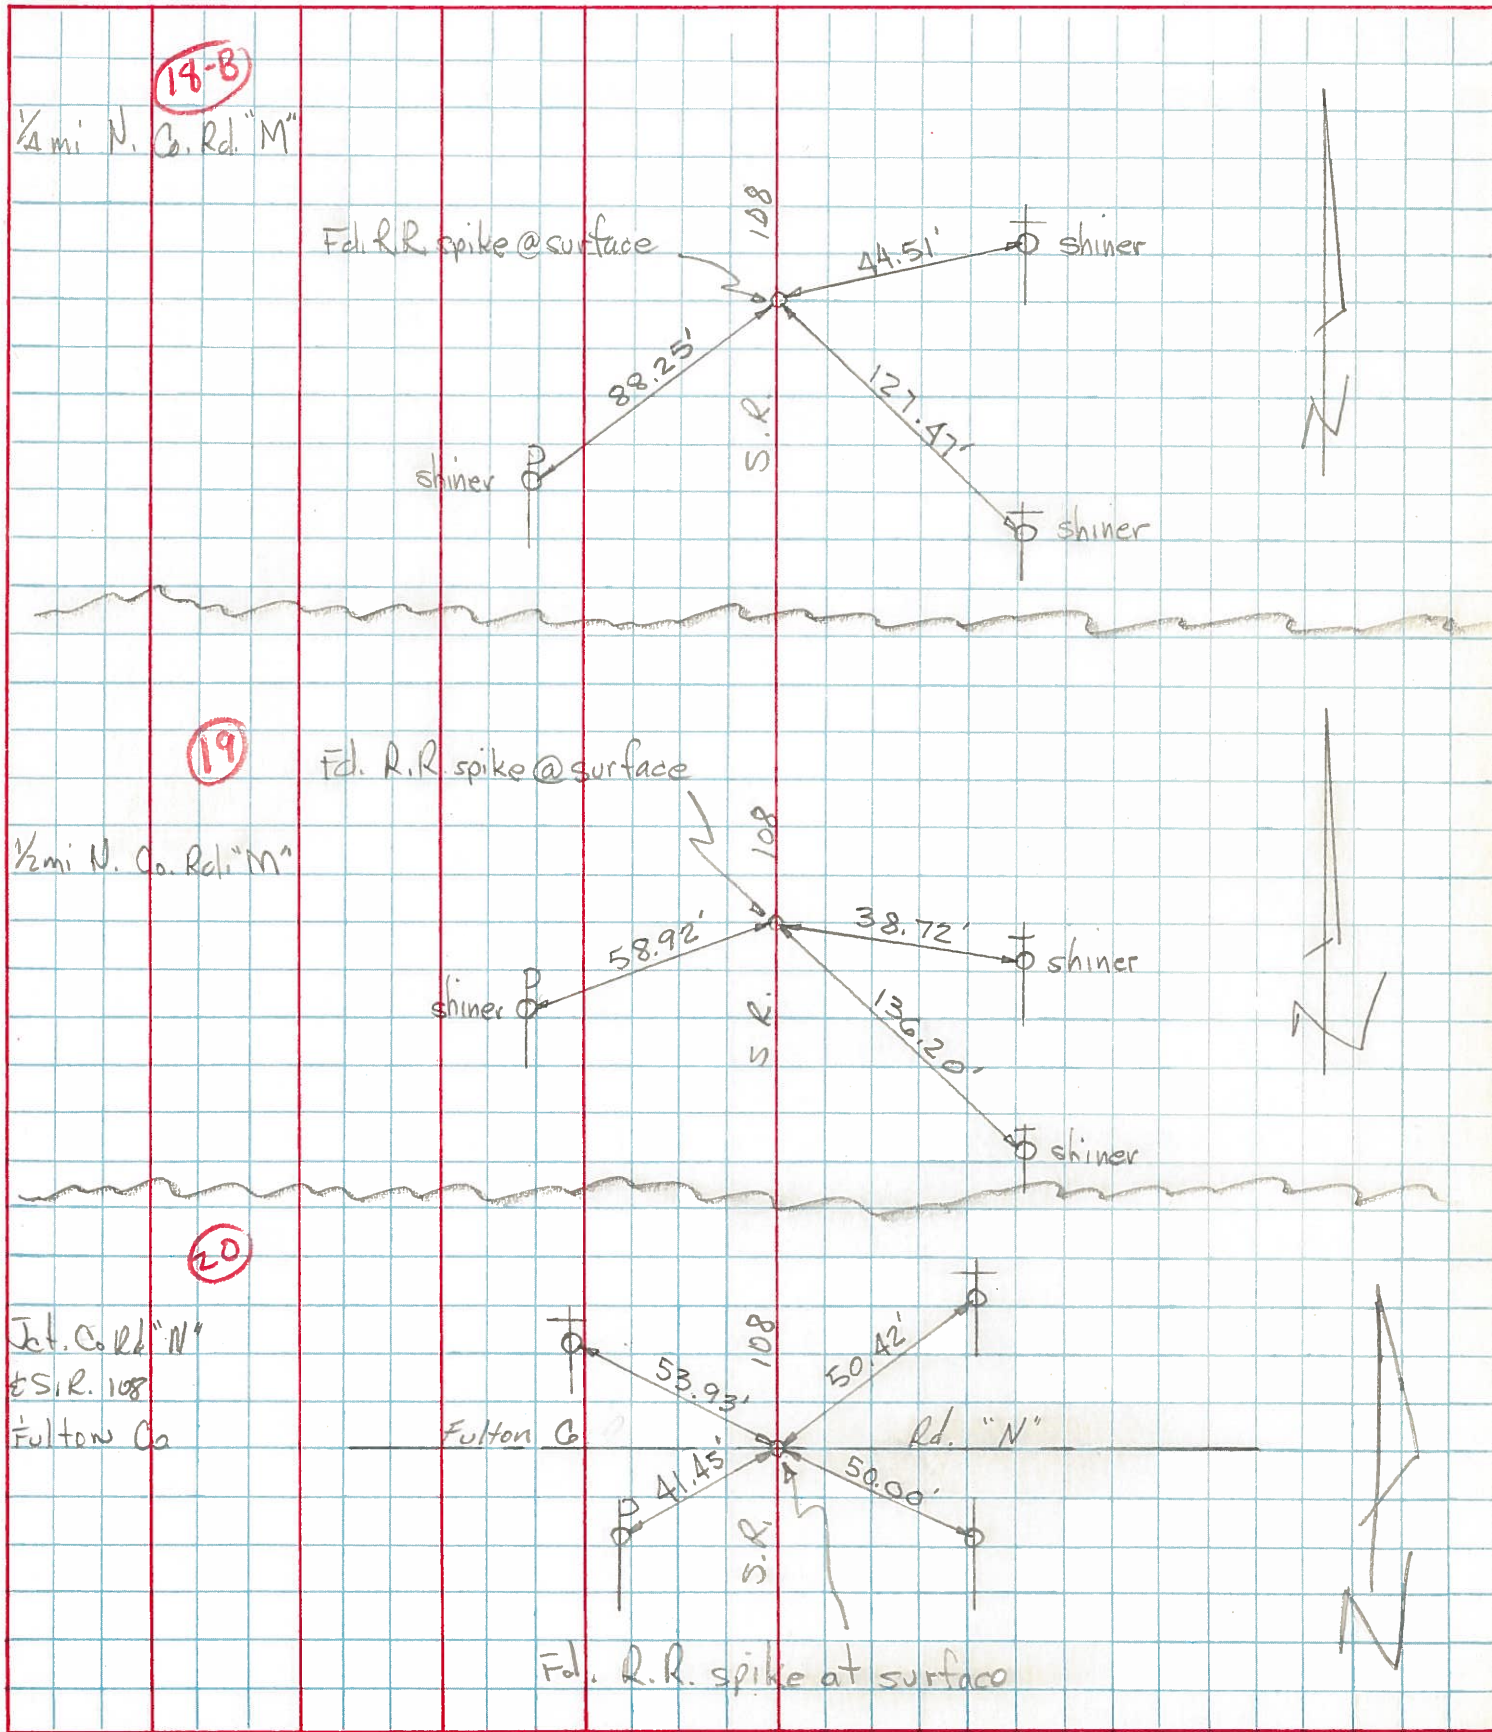 18-B
1/4 mi N. Co. Rd. "M"
108
Fd. R.R. spike @ surface
44.51'
shiner
88.25'
127.47'
S.R.
shiner
shiner
N
19
Fd. R.R. spike @ surface
108
1/2 mi N. Co. Rd. "M"
58.92'
38.72'
shiner
shiner
S.R.
136.20'
shiner
N
20
Jct. Co Rd "N"
& S.R. 108
Fulton Co
108
53.93'
50.42'
Fulton Co
Rd. "N"
41.45'
50.00'
S.R.
N
Fd. R.R. spike at surface